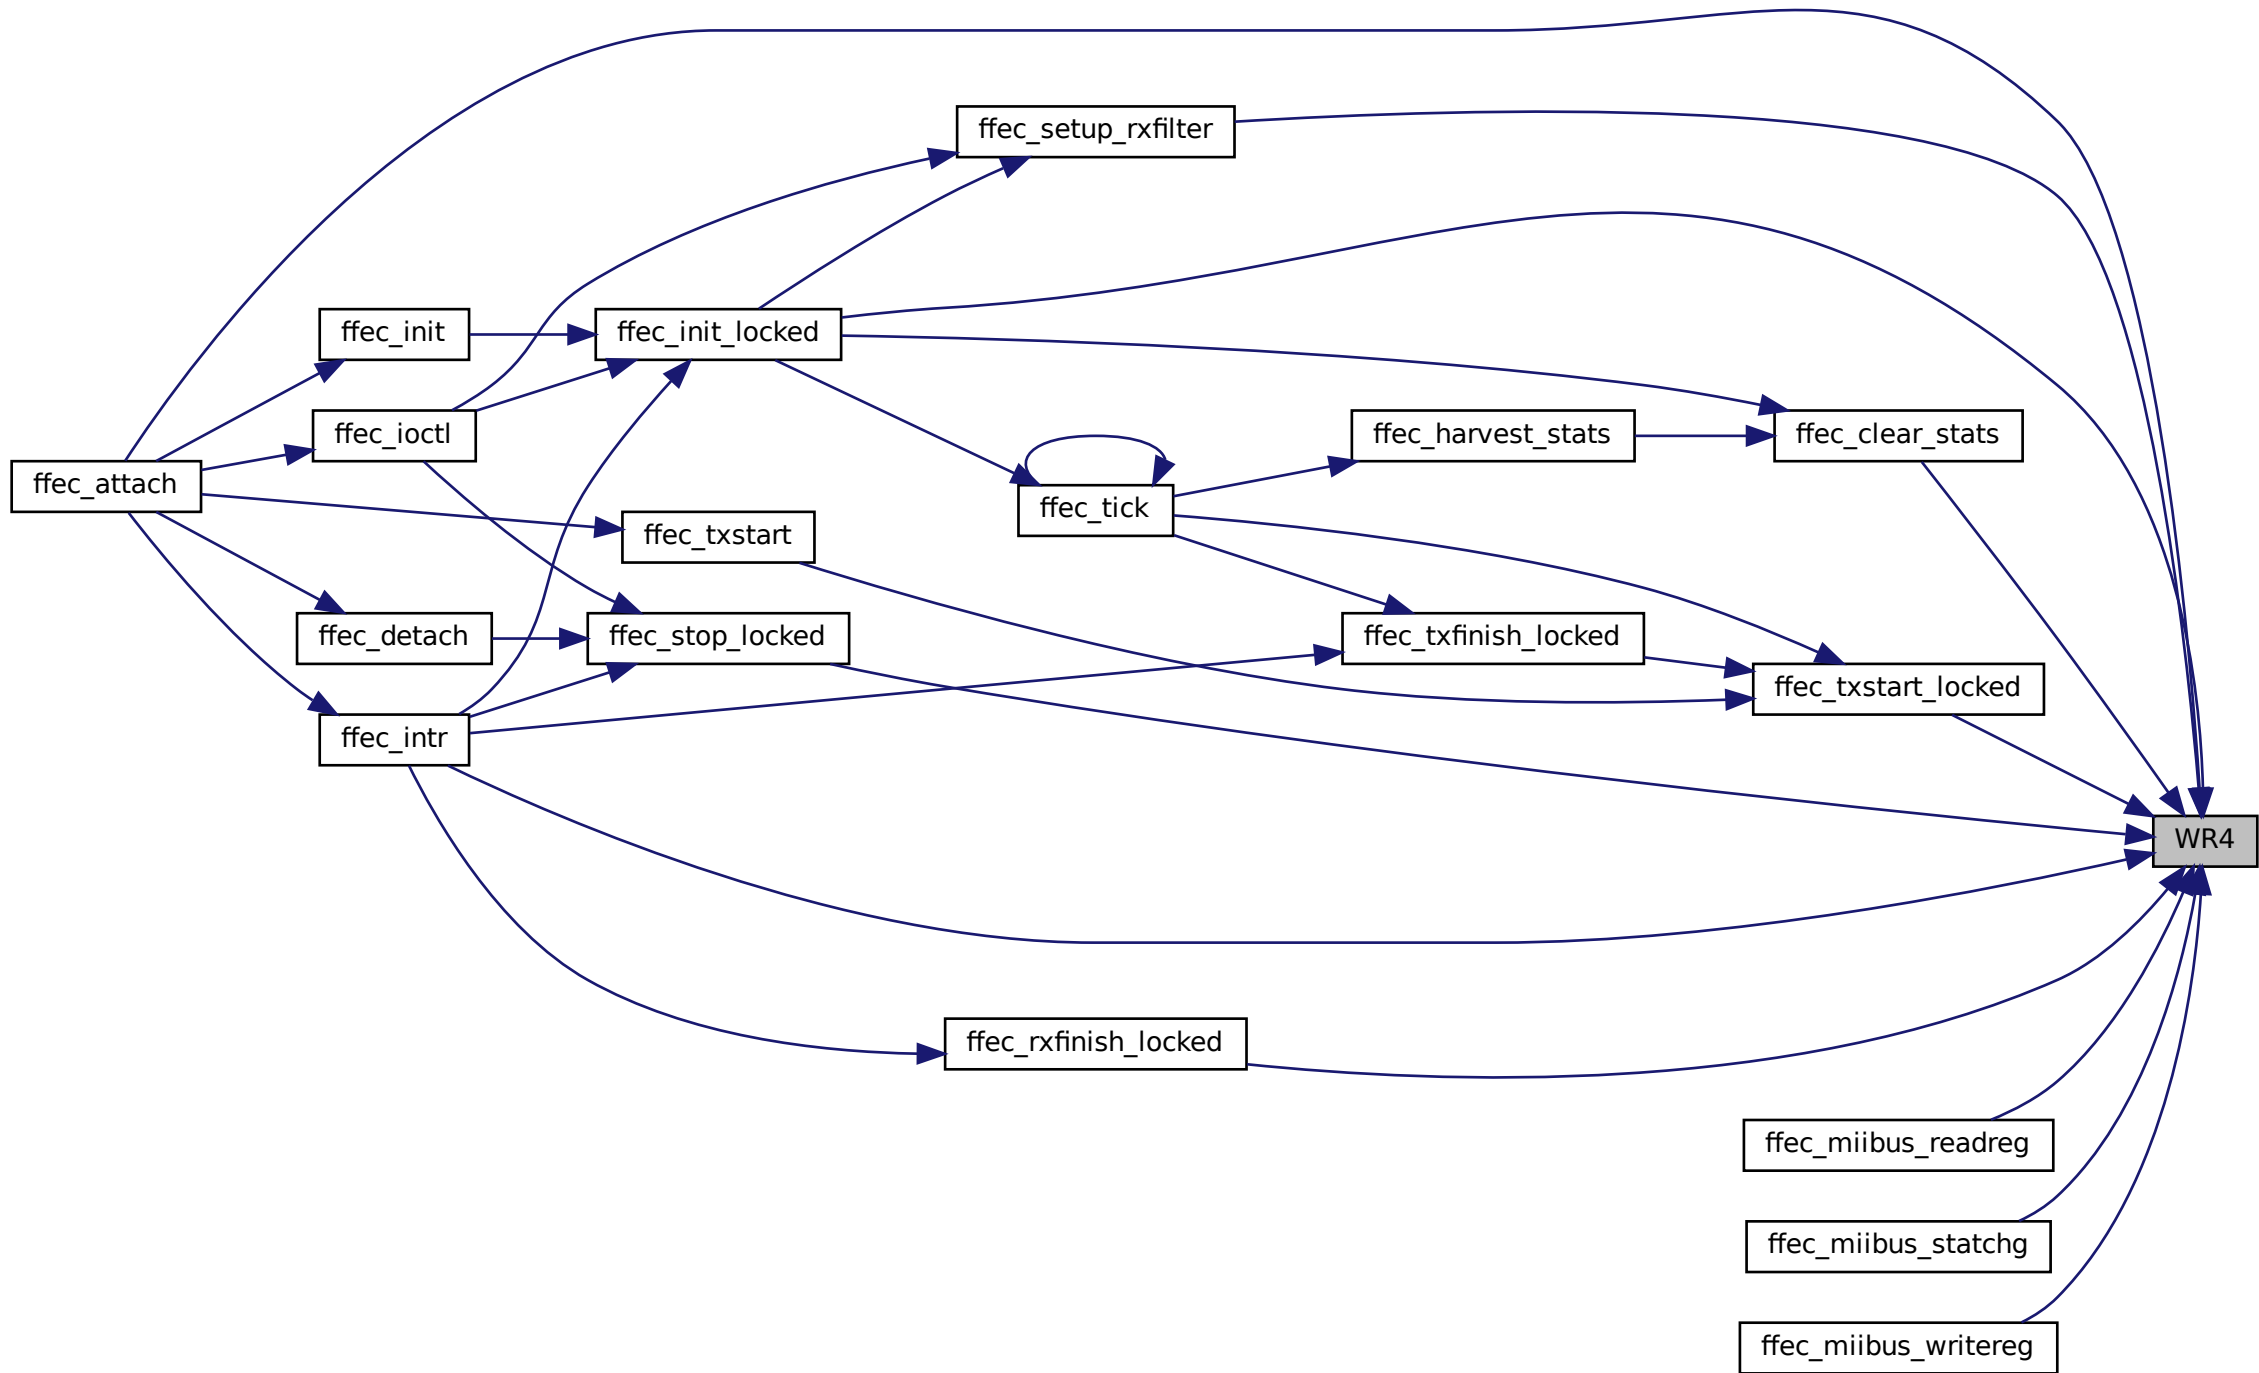 ffec_setup_rxfilter
ffec_init
ffec_init_locked
ffec_ioctl
ffec_harvest_stats
ffec_clear_stats
ffec_attach
ffec_tick
ffec_txstart
ffec_detach
ffec_stop_locked
ffec_txfinish_locked
ffec_txstart_locked
ffec_intr
WR4
ffec_rxfinish_locked
ffec_miibus_readreg
ffec_miibus_statchg
ffec_miibus_writereg